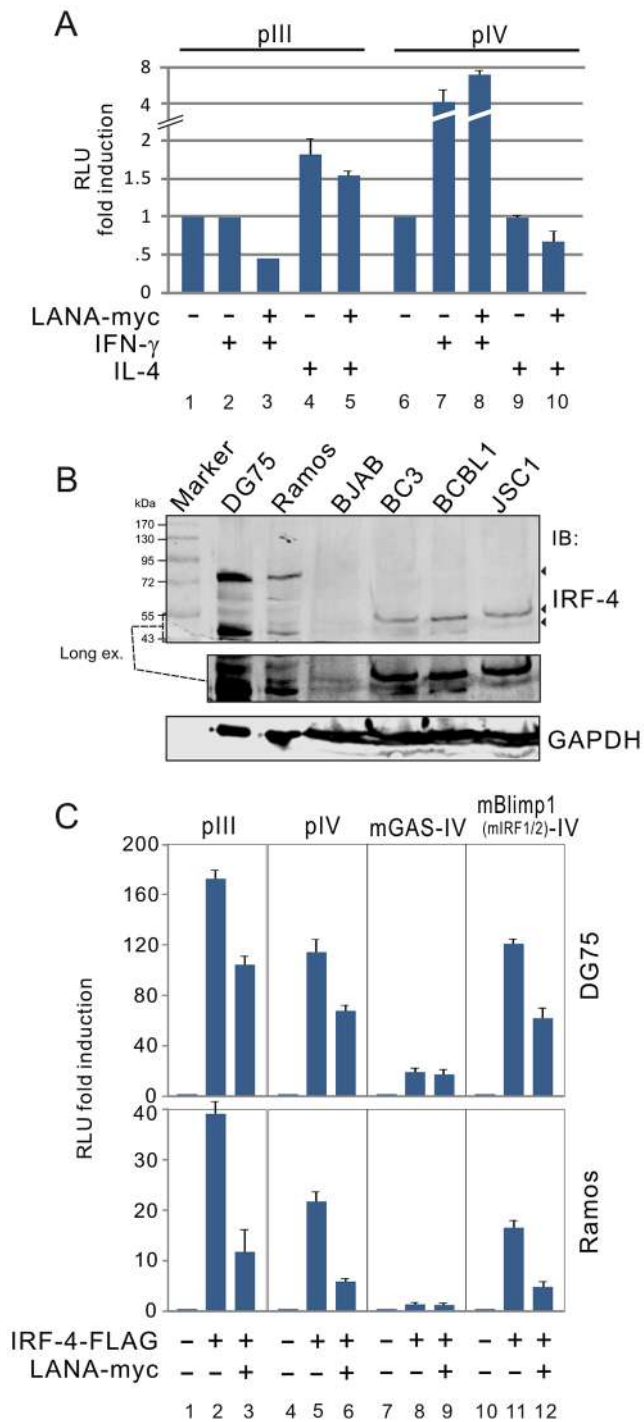 A
pIII pIV
8
4
2
1.5
1
.5
0
RLU
fold induction
LANA-myc - - + - + - - + - +
IFN-γ + + + +
IL-4 + + + +
1 2 3 4 5 6 7 8 9 10
B
Marker DG75 Ramos BJAB BC3 BCBL1 JSC1
kDa
170
130
95
72
55
43
IB:
IRF-4
Long ex.
GAPDH
C
pIII pIV mGAS-IV mBlimp1
(mIRF1/2)-IV
200
160
120
80
40
0
DG75
RLU fold induction
40
30
20
10
0
Ramos
IRF-4-FLAG - + + - + + - + + - + +
LANA-myc - - + - - + - - + - - +
1 2 3 4 5 6 7 8 9 10 11 12